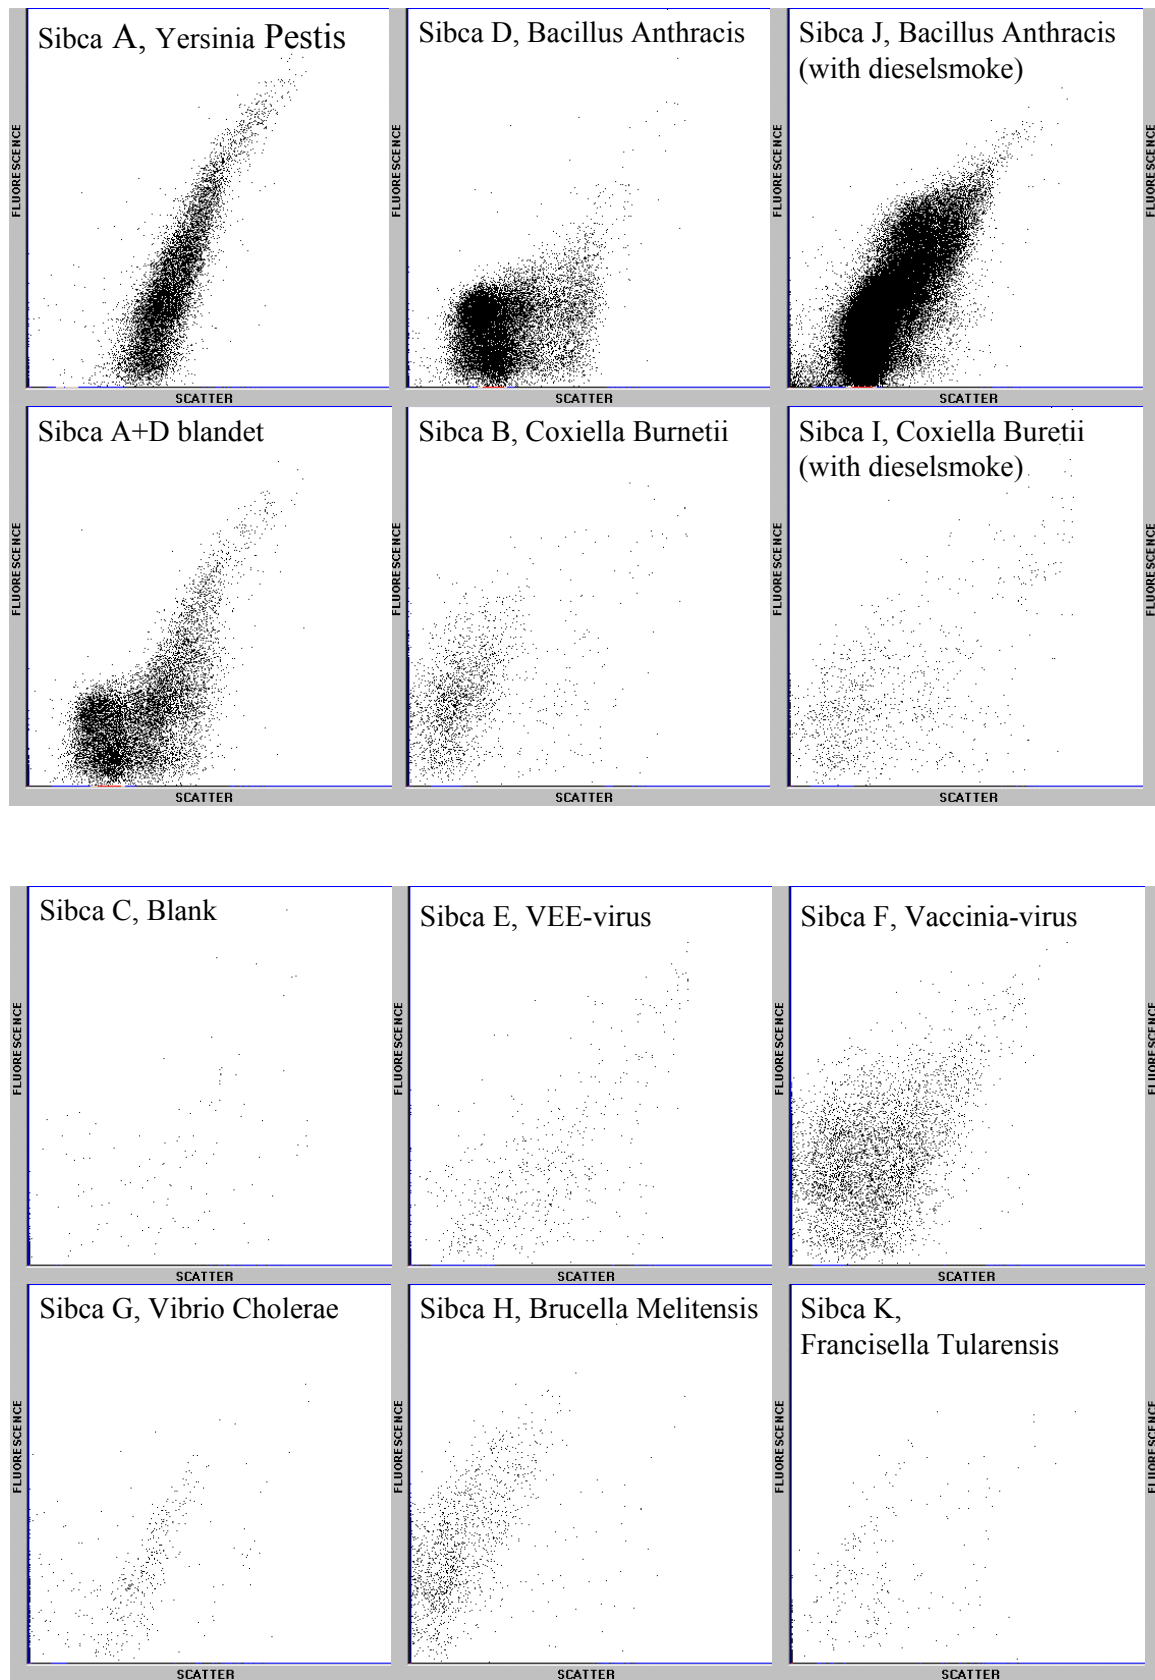 Sibca A, Yersinia Pestis
Sibca D, Bacillus Anthracis
Sibca J, Bacillus Anthracis
(with dieselsmoke)
FLUORESCENCE
FLUORESCENCE
FLUORESCENCE
FLUORESCENCE
SCATTER
SCATTER
SCATTER
Sibca A+D blandet
Sibca B, Coxiella Burnetii
Sibca I, Coxiella Buretii
(with dieselsmoke)
FLUORESCENCE
FLUORESCENCE
FLUORESCENCE
FLUORESCENCE
SCATTER
SCATTER
SCATTER
Sibca C, Blank
Sibca E, VEE-virus
Sibca F, Vaccinia-virus
FLUORESCENCE
FLUORESCENCE
FLUORESCENCE
FLUORESCENCE
SCATTER
SCATTER
SCATTER
Sibca G, Vibrio Cholerae
Sibca H, Brucella Melitensis
Sibca K,
Francisella Tularensis
FLUORESCENCE
FLUORESCENCE
FLUORESCENCE
FLUORESCENCE
SCATTER
SCATTER
SCATTER